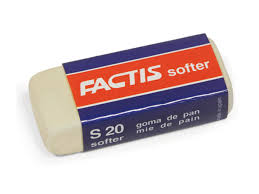 FACTIS softer
S 20 goma de pan
softer mie de pain